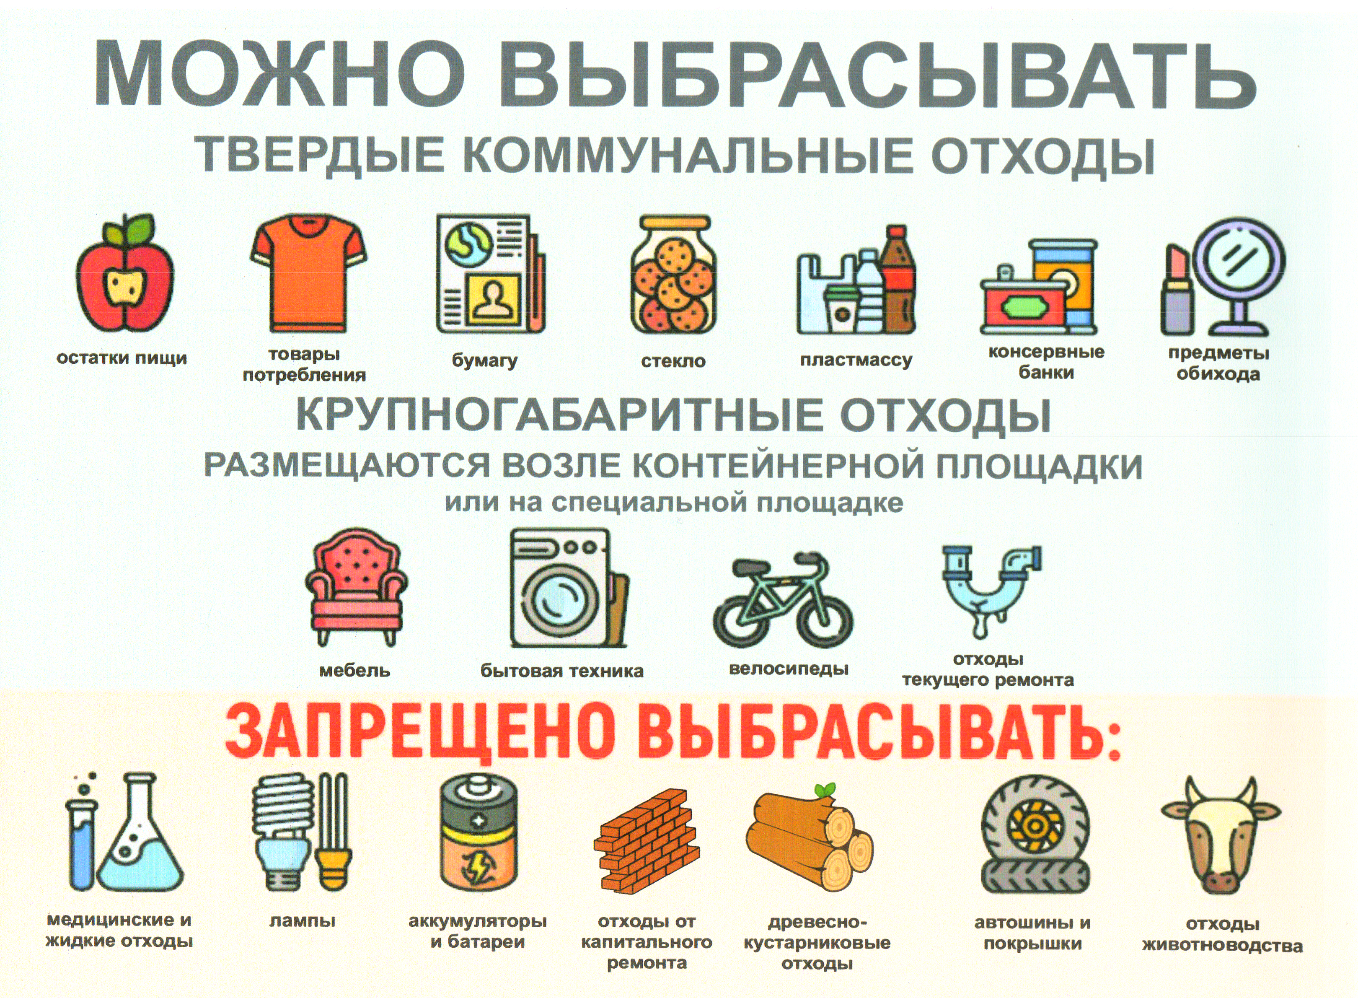 МОЖНО ВЫБРАСЫВАТЬ
ТВЕРДЫЕ КОММУНАЛЬНЫЕ ОТХОДЫ
остатки пищи
товары
потребления
бумагу
стекло
пластмассу
консервные
банки
предметы
обихода
КРУПНОГАБАРИТНЫЕ ОТХОДЫ
РАЗМЕЩАЮТСЯ ВОЗЛЕ КОНТЕЙНЕРНОЙ ПЛОЩАДКИ
или на специальной площадке
мебель
бытовая техника
велосипеды
отходы
текущего ремонта
ЗАПРЕЩЕНО ВЫБРАСЫВАТЬ:
медицинские и
жидкие отходы
лампы
аккумуляторы
и батареи
отходы от
капитального
ремонта
древесно-
кустарниковые
отходы
автошины и
покрышки
отходы
животноводства